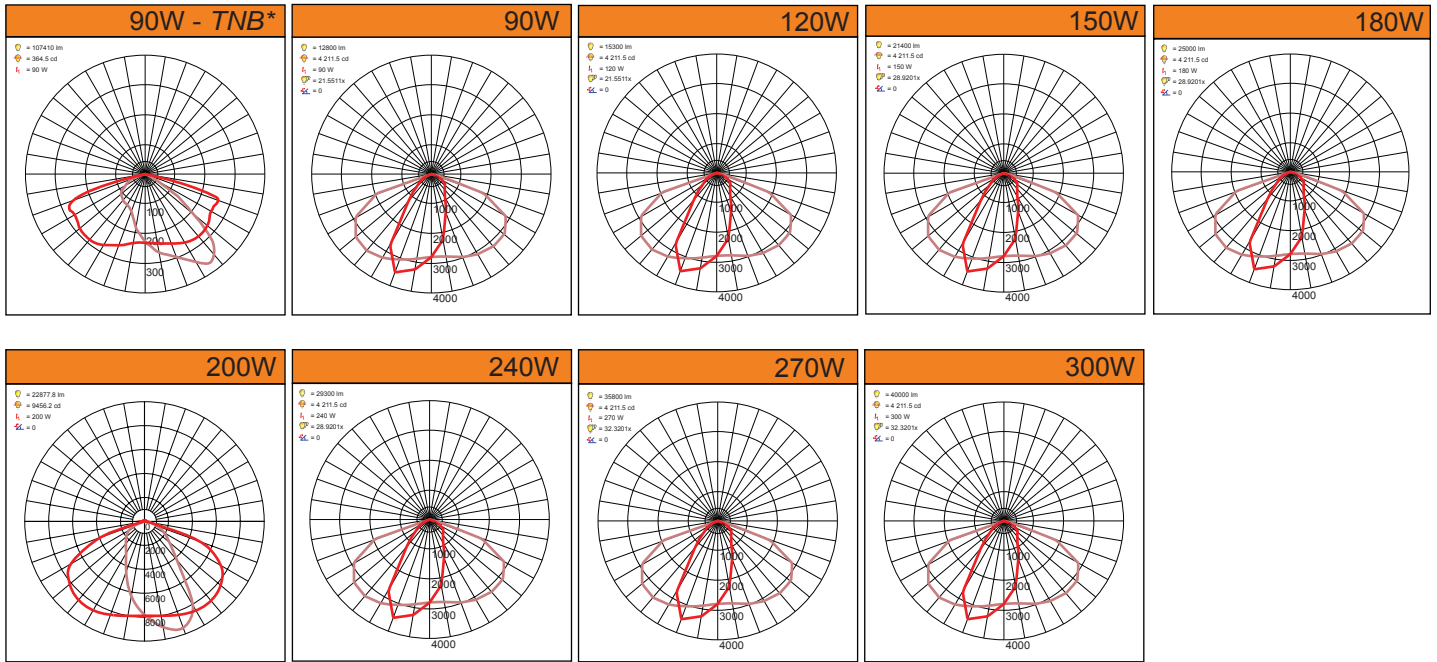 90W - TNB*
= 107410 lm
= 364.5 cd
= 90 W
100
200
300
90W
= 12800 lm
= 4 211.5 cd
= 90 W
= 21.5511x
= 0
1000
2000
3000
4000
120W
= 15300 lm
= 4 211.5 cd
= 120 W
= 21.5511x
= 0
1000
2000
3000
4000
150W
= 21400 lm
= 4 211.5 cd
= 150 W
= 28.9201x
= 0
1000
2000
3000
4000
180W
= 25000 lm
= 4 211.5 cd
= 180 W
= 28.9201x
= 0
1000
2000
3000
4000
200W
= 22877.8 lm
= 9456.2 cd
= 200 W
= 0
0
2000
4000
6000
8000
240W
= 29300 lm
= 4 211.5 cd
= 240 W
= 28.9201x
= 0
1000
2000
3000
4000
270W
= 35800 lm
= 4 211.5 cd
= 270 W
= 32.3201x
= 0
1000
2000
3000
4000
300W
= 40000 lm
= 4 211.5 cd
= 300 W
= 32.3201x
= 0
1000
2000
3000
4000